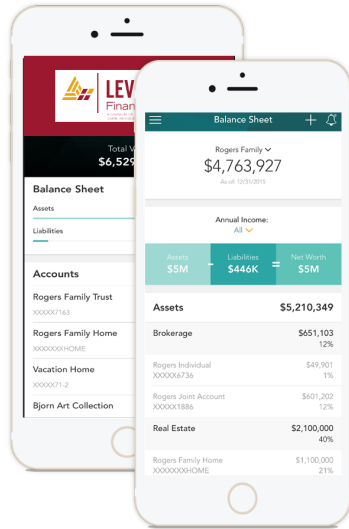 LEV
Finan
Total V
$6,529
Balance Sheet
Assets
Liabilities
Accounts
Rogers Family Trust
XXXXX7163
Rogers Family Home
XXXXXXXHOME
Vacation Home
XXXXX71-2
Bjorn Art Collection
Balance Sheet
Rogers Family
$4,763,927
As of: 12/31/2015
Annual Income:
All
Assets
$5M
-
Liabilities
$446K
=
Net Worth
$5M
Assets $5,210,349
Brokerage $651,103
12%
Rogers Individual $49,901
XXXXX6736 1%
Rogers Joint Account $601,202
XXXXX1886 12%
Real Estate $2,100,000
40%
Rogers Family Home $1,100,000
XXXXXXXHOME 21%